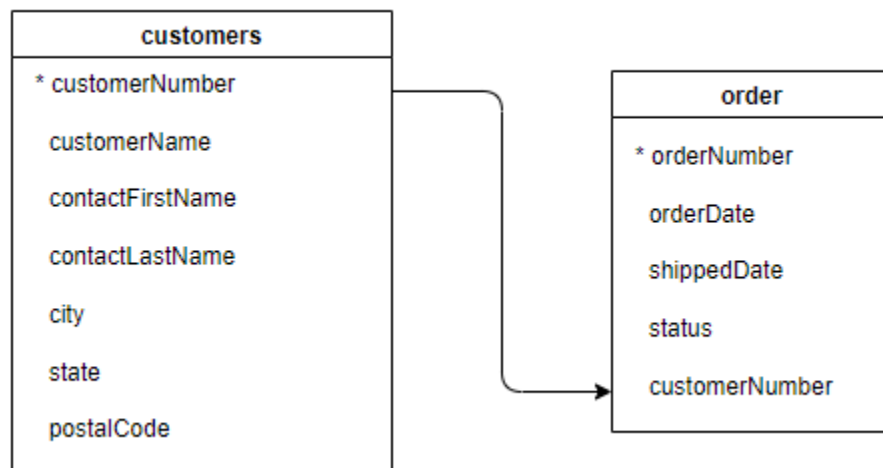 customers
* customerNumber
customerName
contactFirstName
contactLastName
city
state
postalCode
order
* orderNumber
orderDate
shippedDate
status
customerNumber